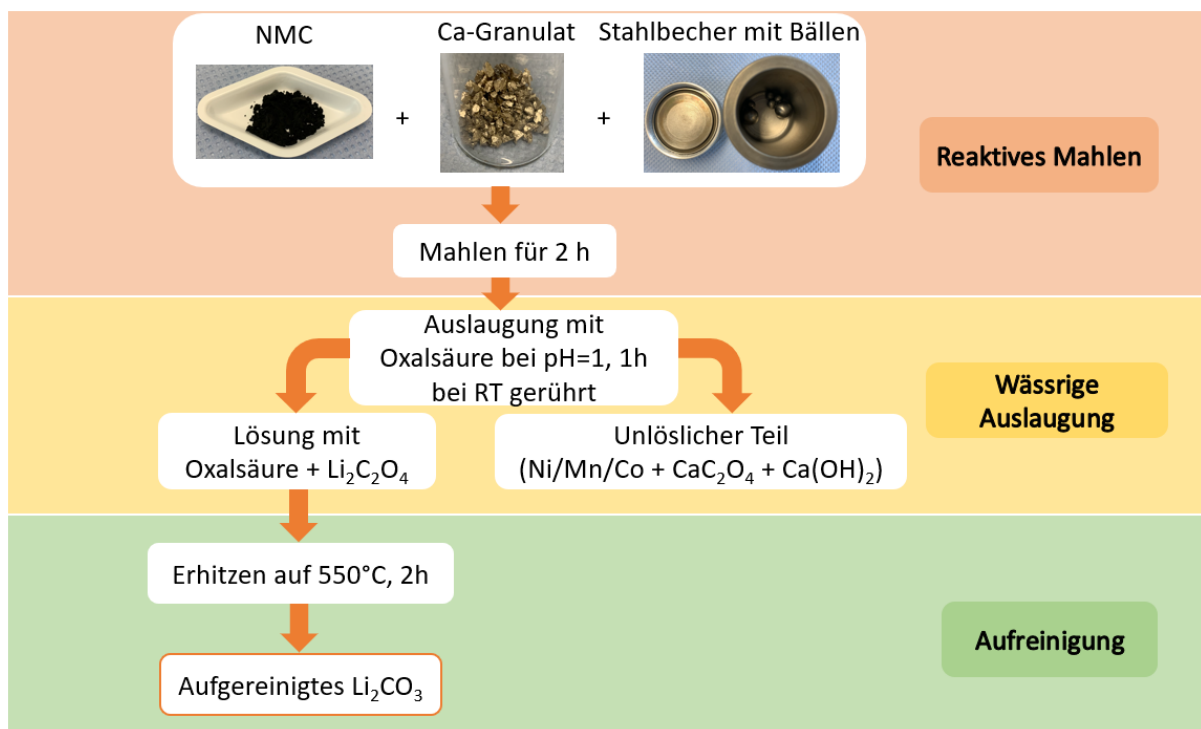 NMC
Ca-Granulat
Stahlbecher mit Bällen
+
+
Reaktives Mahlen
Mahlen für 2 h
Auslaugung mit
Oxalsäure bei pH=1, 1h
bei RT gerührt
Wässrige
Auslaugung
Lösung mit
Oxalsäure + Li₂C₂O₄
Unlöslicher Teil
(Ni/Mn/Co + CaC₂O₄ + Ca(OH)₂)
Erhitzen auf 550°C, 2h
Aufreinigung
Aufgereinigtes Li₂CO₃